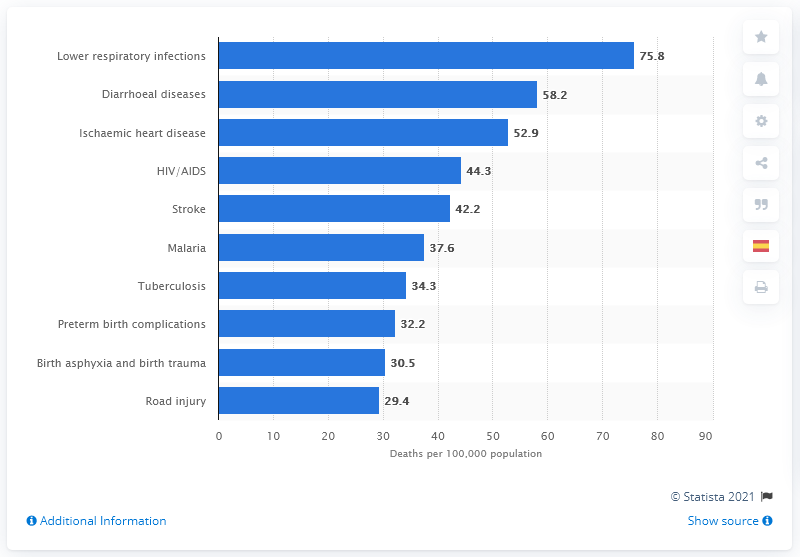 Lower respiratory infections 75.8
Diarrhoeal diseases 58.2
Ischaemic heart disease 52.9
HIV/AIDS 44.3
Stroke 42.2
Malaria 37.6
Tuberculosis 34.3
Preterm birth complications 32.2
Birth asphyxia and birth trauma 30.5
Road injury 29.4
0 10 20 30 40 50 60 70 80 90
Deaths per 100,000 population
© Statista 2021
Additional Information Show source